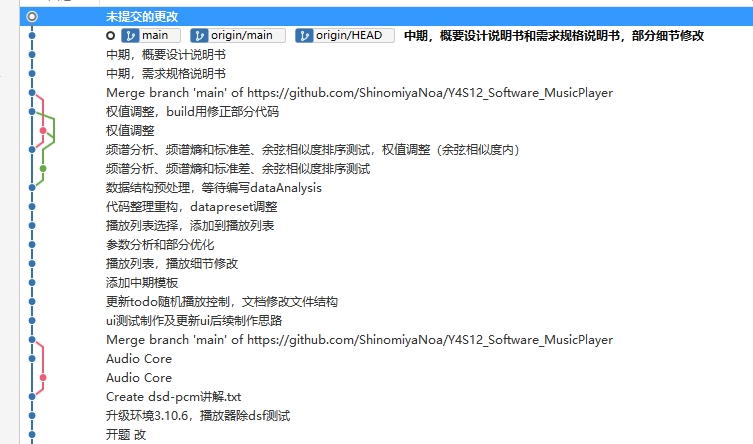 未提交的更改
main origin/main origin/HEAD 中期，概要设计说明书和需求规格说明书，部分细节修改
中期，概要设计说明书
中期，需求规格说明书
Merge branch 'main' of https://github.com/ShinomiyaNoa/Y4S12_Software_MusicPlayer
权值调整，build用修正部分代码
权值调整
频谱分析、频谱熵和标准差、余弦相似度排序测试，权值调整（余弦相似度内）
频谱分析、频谱熵和标准差、余弦相似度排序测试
数据结构预处理，等待编写dataAnalysis
代码整理重构，datapreset调整
播放列表选择，添加到播放列表
参数分析和部分优化
播放列表，播放细节修改
添加中期模板
更新todo随机播放控制，文档修改文件结构
ui测试制作及更新ui后续制作思路
Merge branch 'main' of https://github.com/ShinomiyaNoa/Y4S12_Software_MusicPlayer
Audio Core
Audio Core
Create dsd-pcm讲解.txt
升级环境3.10.6，播放器除dsf测试
开题 改